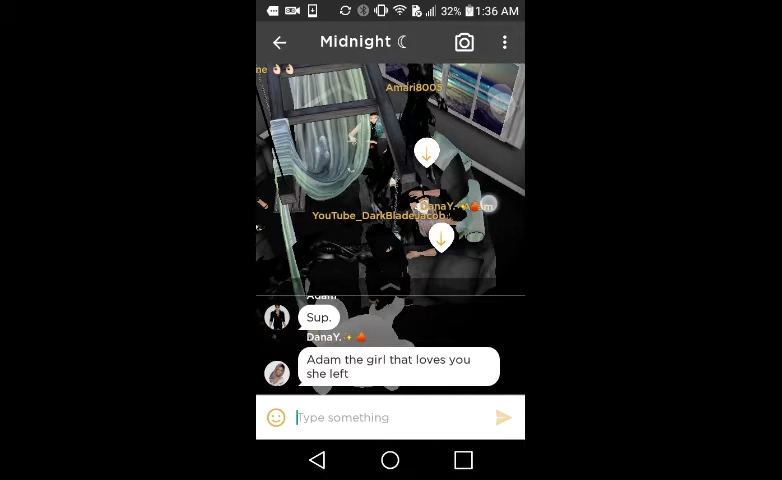 32% 1:36 AM
Midnight ☾
ne 👌🏻👌🏻
Amari8005
DanaY.✨🍁
YouTube_DarkBladeJacob
Adam
Sup.
DanaY.✨🍁
Adam the girl that loves you
she left
Type something